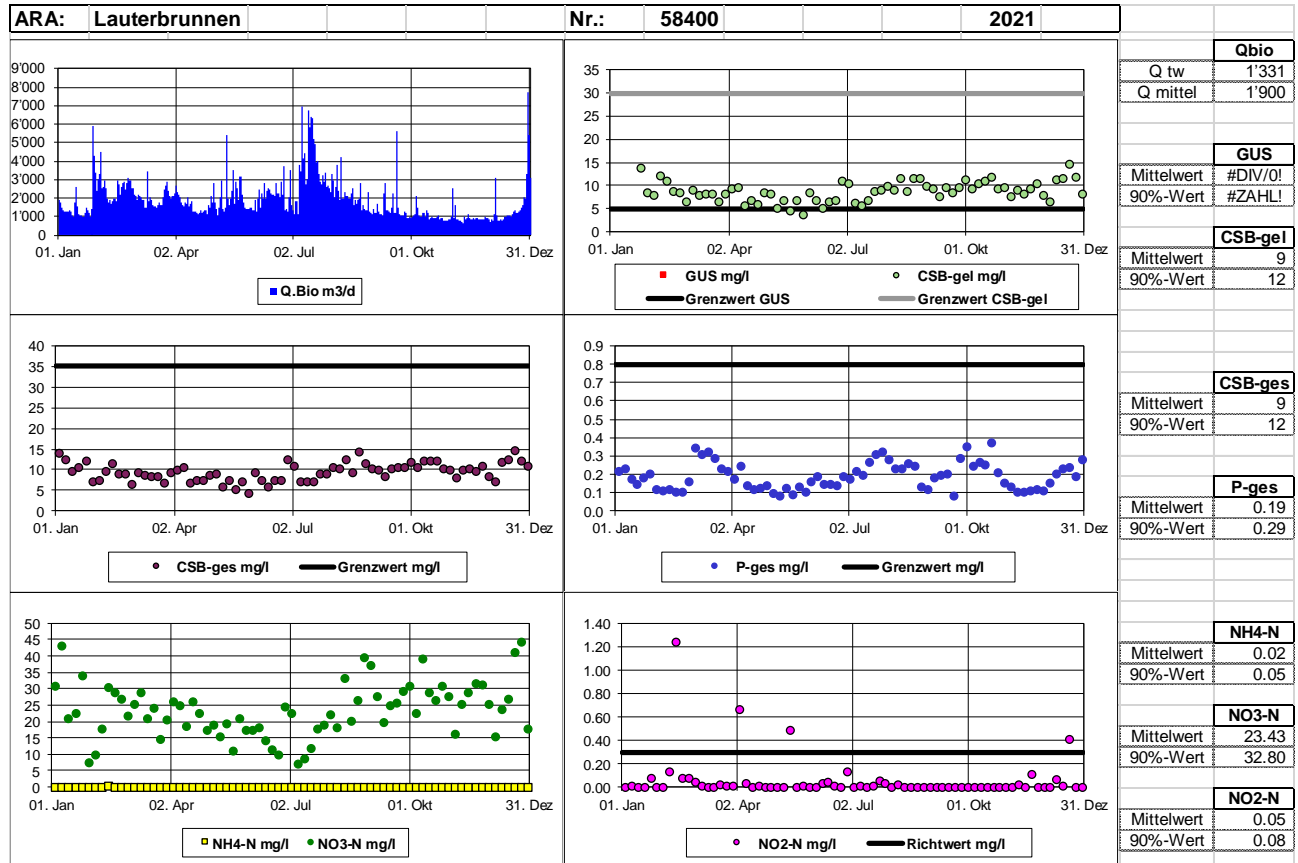 ARA: Lauterbrunnen Nr.: 58400 2021
9'000
8'000
7'000
6'000
5'000
4'000
3'000
2'000
1'000
0
01. Jan 02. Apr 02. Jul 01. Okt 31. Dez
Q.Bio m3/d
35
30
25
20
15
10
5
0
01. Jan 02. Apr 02. Jul 01. Okt 31. Dez
GUS mg/l CSB-gel mg/l
Grenzwert GUS Grenzwert CSB-gel
Qbio
Q tw 1'331
Q mittel 1'900
GUS
Mittelwert #DIV/0!
90%-Wert #ZAHL!
CSB-gel
Mittelwert 9
90%-Wert 12
40
35
30
25
20
15
10
5
0
01. Jan 02. Apr 02. Jul 01. Okt 31. Dez
CSB-ges mg/l Grenzwert mg/l
0.9
0.8
0.7
0.6
0.5
0.4
0.3
0.2
0.1
0.0
01. Jan 02. Apr 02. Jul 01. Okt 31. Dez
P-ges mg/l Grenzwert mg/l
CSB-ges
Mittelwert 9
90%-Wert 12
P-ges
Mittelwert 0.19
90%-Wert 0.29
50
45
40
35
30
25
20
15
10
5
0
01. Jan 02. Apr 02. Jul 01. Okt 31. Dez
NH4-N mg/l NO3-N mg/l
1.40
1.20
1.00
0.80
0.60
0.40
0.20
0.00
01. Jan 02. Apr 02. Jul 01. Okt 31. Dez
NO2-N mg/l Richtwert mg/l
NH4-N
Mittelwert 0.02
90%-Wert 0.05
NO3-N
Mittelwert 23.43
90%-Wert 32.80
NO2-N
Mittelwert 0.05
90%-Wert 0.08